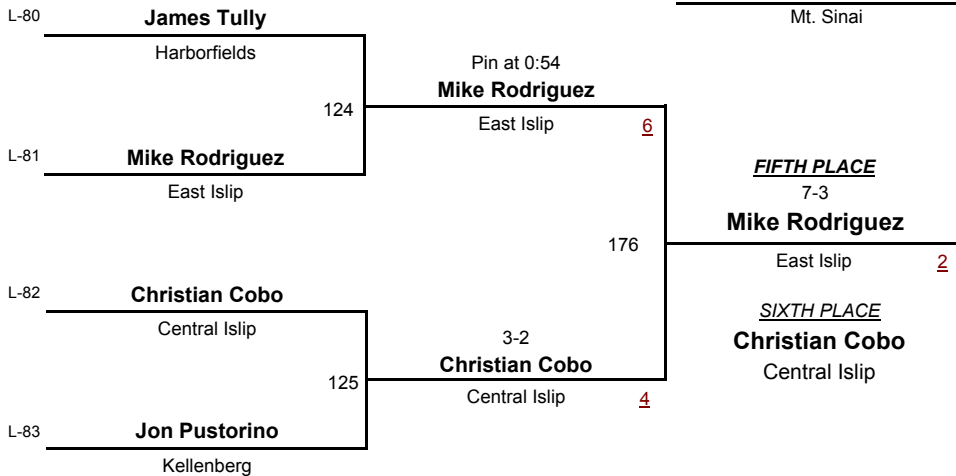 Mt. Sinai
L-80 James Tully
Harborfields
Pin at 0:54
124 Mike Rodriguez
East Islip 6
L-81 Mike Rodriguez
East Islip
FIFTH PLACE
7-3
Mike Rodriguez
176
East Islip 2
L-82 Christian Cobo
Central Islip
SIXTH PLACE
Christian Cobo
Central Islip
3-2
125 Christian Cobo
Central Islip 4
L-83 Jon Pustorino
Kellenberg